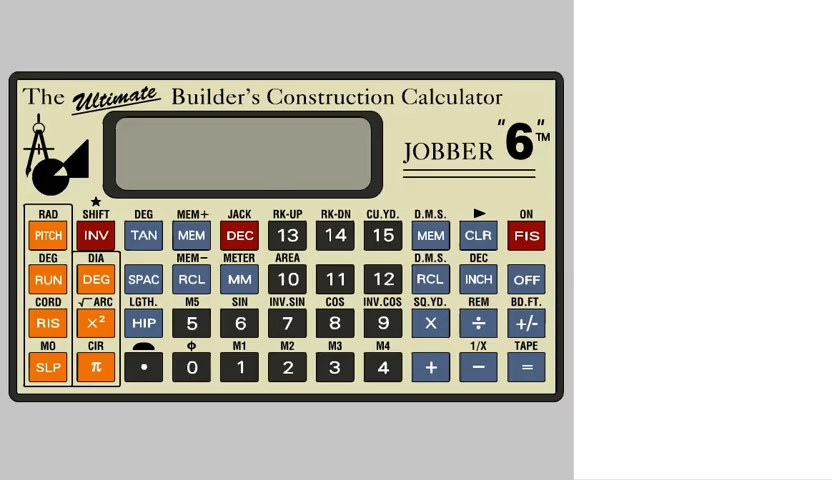 The Ultimate Builder's Construction Calculator
JOBBER "6"™
RAD SHIFT DEG MEM+ JACK RK-UP RK-DN CU.YD. D.M.S. ON
PITCH INV TAN MEM DEC 13 14 15 MEM CLR FIS
DEG DIA MEM− METER AREA D.M.S. DEC
RUN DEG SPAC RCL MM 10 11 12 RCL INCH OFF
CORD √ARC LGTH. M5 SIN INV.SIN COS INV.COS SQ.YD. REM BD.FT.
RIS X² HIP 5 6 7 8 9 X ÷ +/-
MO CIR Φ M1 M2 M3 M4 1/X TAPE
SLP π • 0 1 2 3 4 + − =